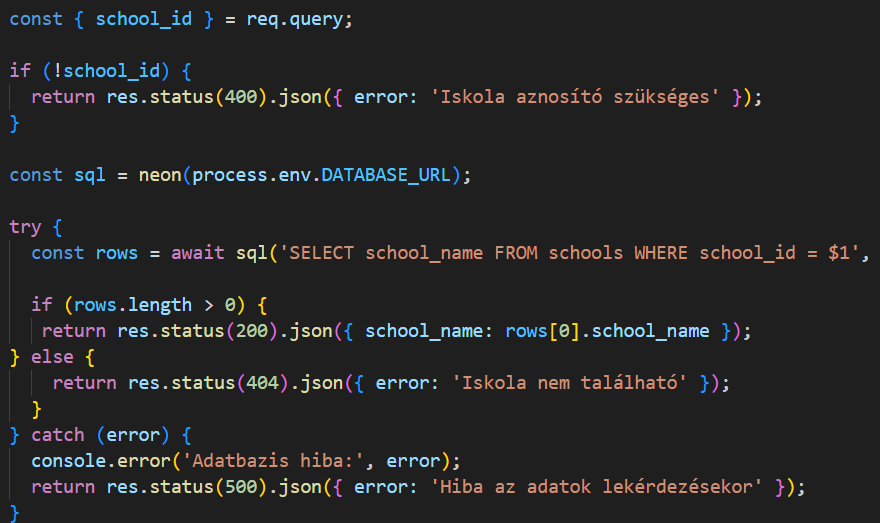 const { school_id } = req.query;
if (!school_id) {
return res.status(400).json({ error: 'Iskola aznosító szükséges' });
}
const sql = neon(process.env.DATABASE_URL);
try {
const rows = await sql('SELECT school_name FROM schools WHERE school_id = $1',
if (rows.length > 0) {
return res.status(200).json({ school_name: rows[0].school_name });
} else {
return res.status(404).json({ error: 'Iskola nem található' });
}
} catch (error) {
console.error('Adatbazis hiba:', error);
return res.status(500).json({ error: 'Hiba az adatok lekérdezésekor' });
}